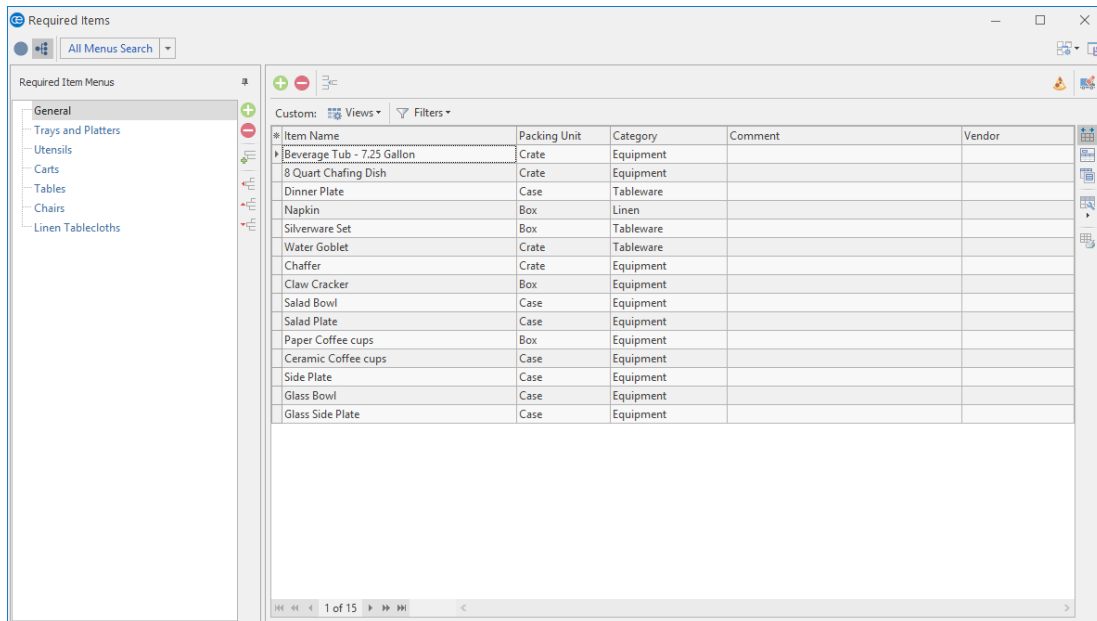 Required Items
All Menus Search
Required Item Menus
General
Trays and Platters
Utensils
Carts
Tables
Chairs
Linen Tablecloths
Custom: Views Filters
Item Name Packing Unit Category Comment Vendor
Beverage Tub - 7.25 Gallon Crate Equipment
8 Quart Chafing Dish Crate Equipment
Dinner Plate Case Tableware
Napkin Box Linen
Silverware Set Box Tableware
Water Goblet Crate Tableware
Chaffer Crate Equipment
Claw Cracker Box Equipment
Salad Bowl Case Equipment
Salad Plate Case Equipment
Paper Coffee cups Box Equipment
Ceramic Coffee cups Case Equipment
Side Plate Case Equipment
Glass Bowl Case Equipment
Glass Side Plate Case Equipment
1 of 15